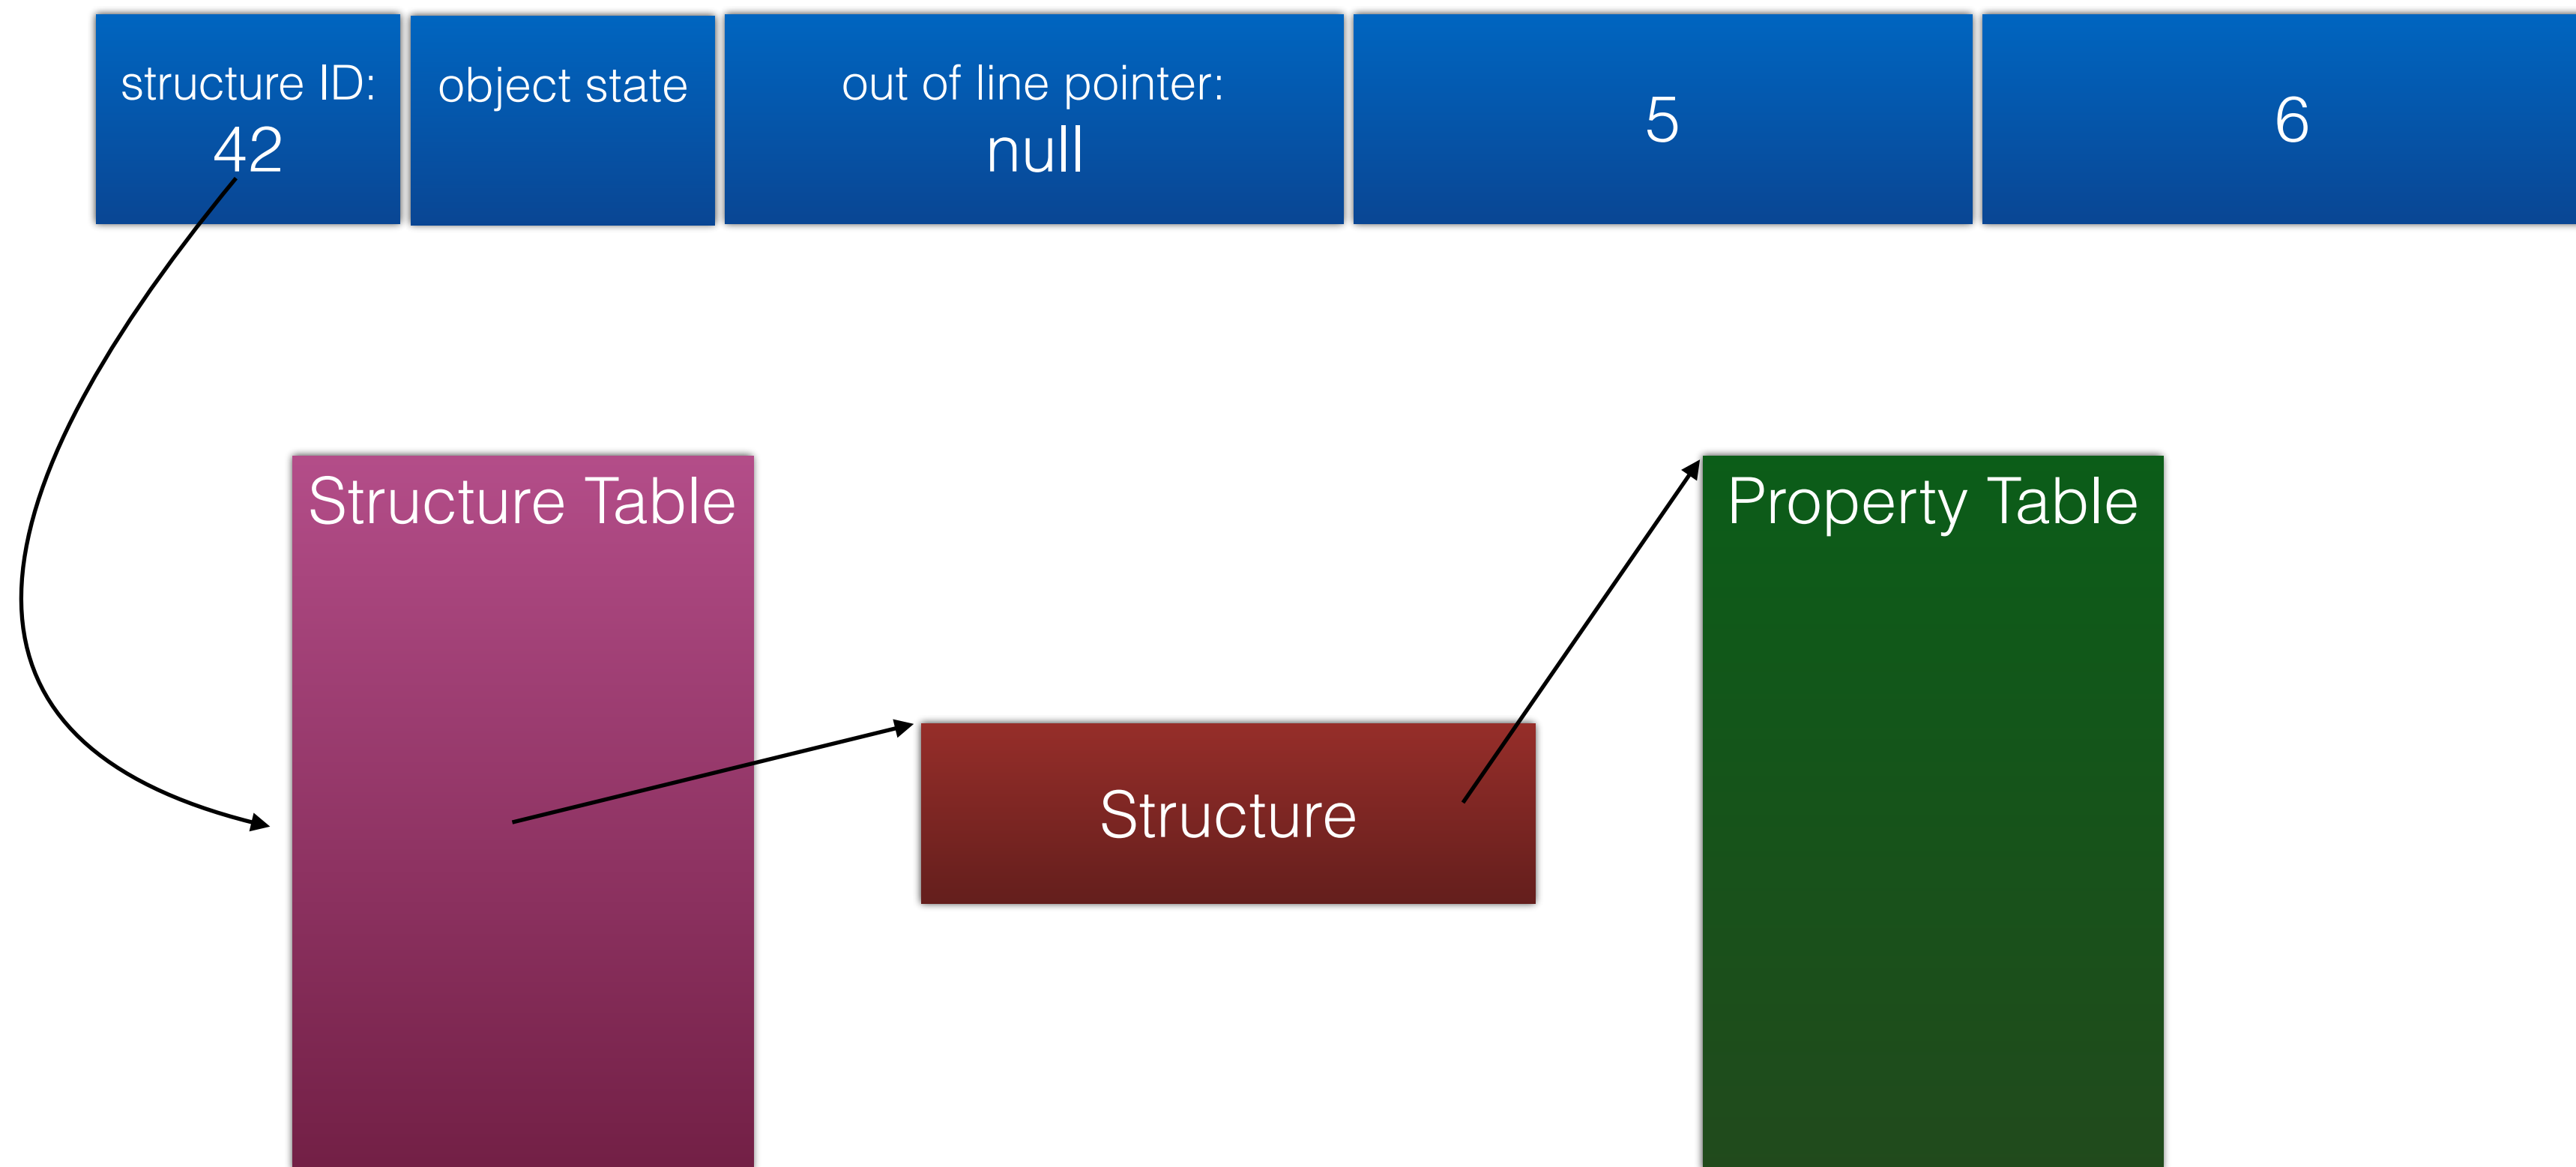 structure ID:
42
object state
out of line pointer:
null
5
6
Structure Table
Property Table
Structure